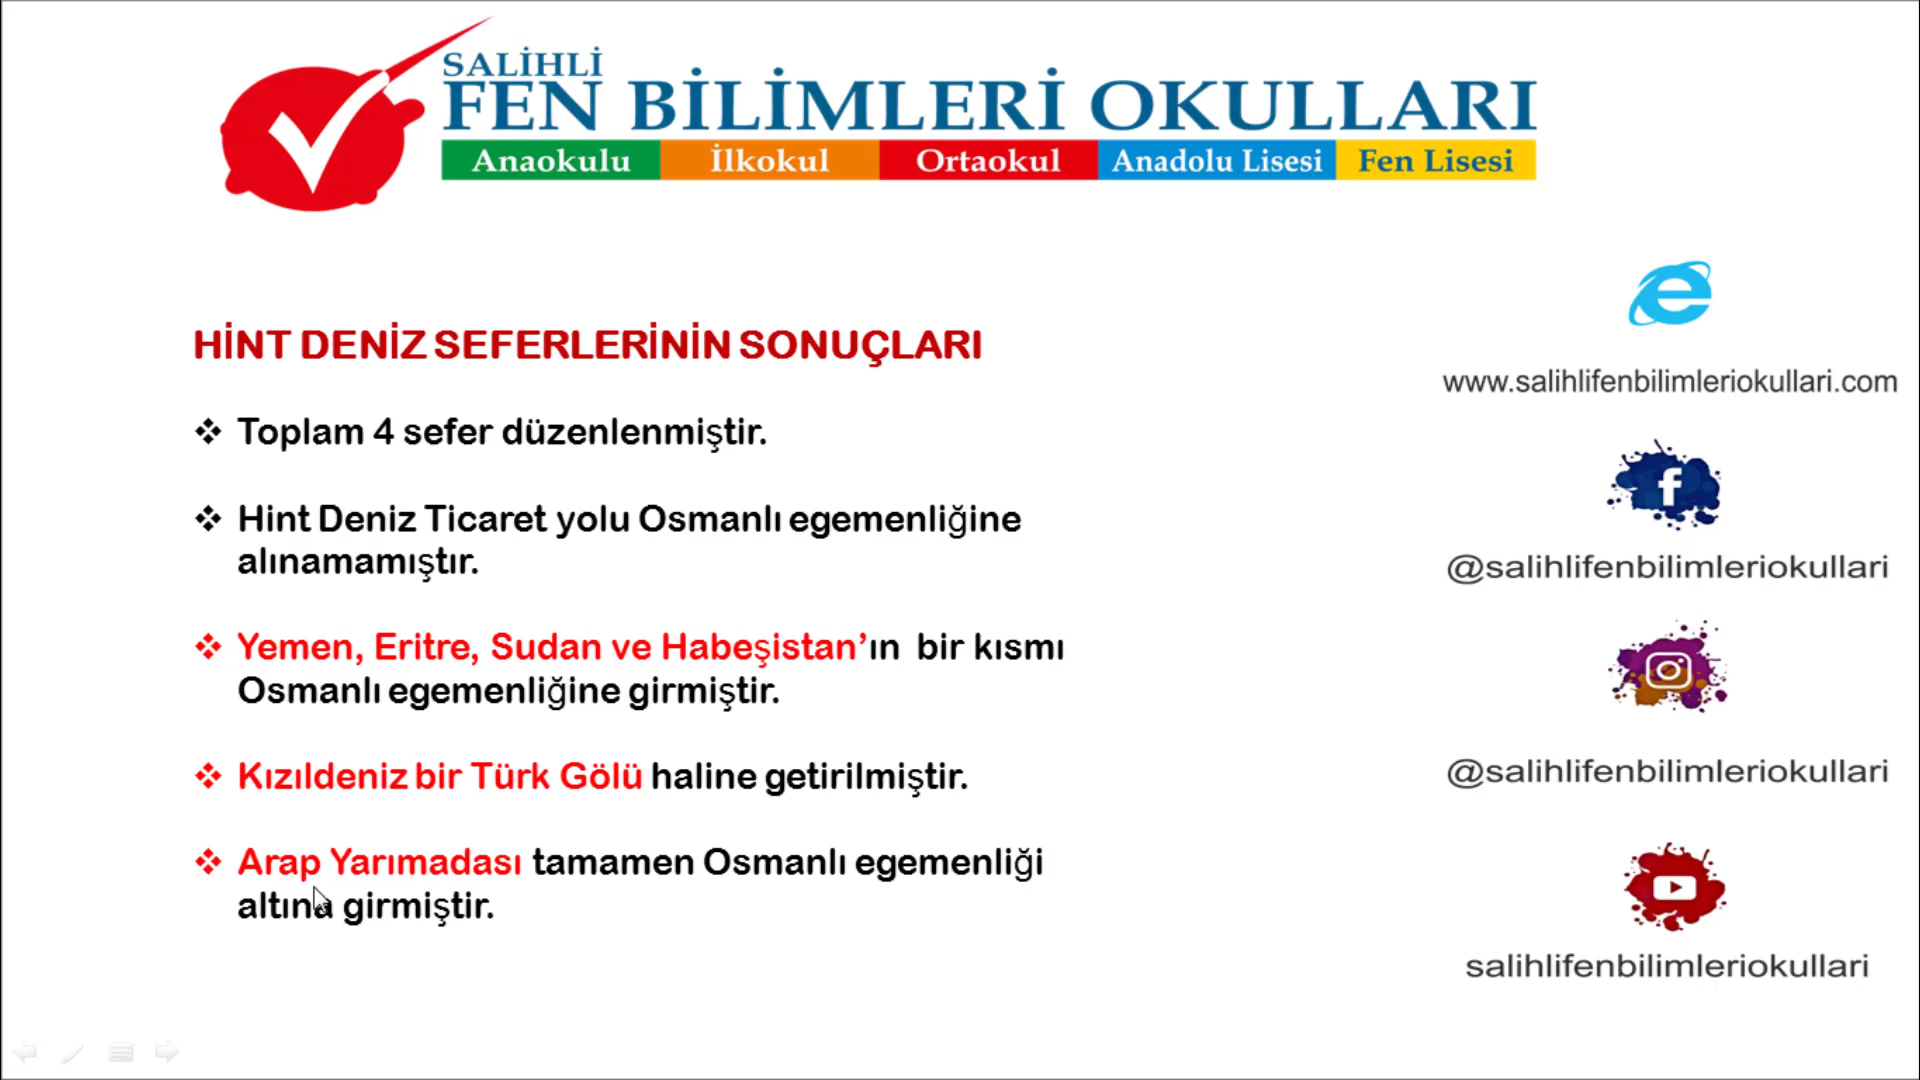 SALİHLİ
FEN BİLİMLERİ OKULLARI
Anaokulu İlkokul Ortaokul Anadolu Lisesi Fen Lisesi
HİNT DENİZ SEFERLERİNİN SONUÇLARI
❖ Toplam 4 sefer düzenlenmiştir.
❖ Hint Deniz Ticaret yolu Osmanlı egemenliğine
alınamamıştır.
❖ Yemen, Eritre, Sudan ve Habeşistan’ın bir kısmı
Osmanlı egemenliğine girmiştir.
❖ Kızıldeniz bir Türk Gölü haline getirilmiştir.
❖ Arap Yarımadası tamamen Osmanlı egemenliği
altına girmiştir.
www.salihlifenbilimleriokullari.com
@salihlifenbilimleriokullari
@salihlifenbilimleriokullari
salihlifenbilimleriokullari